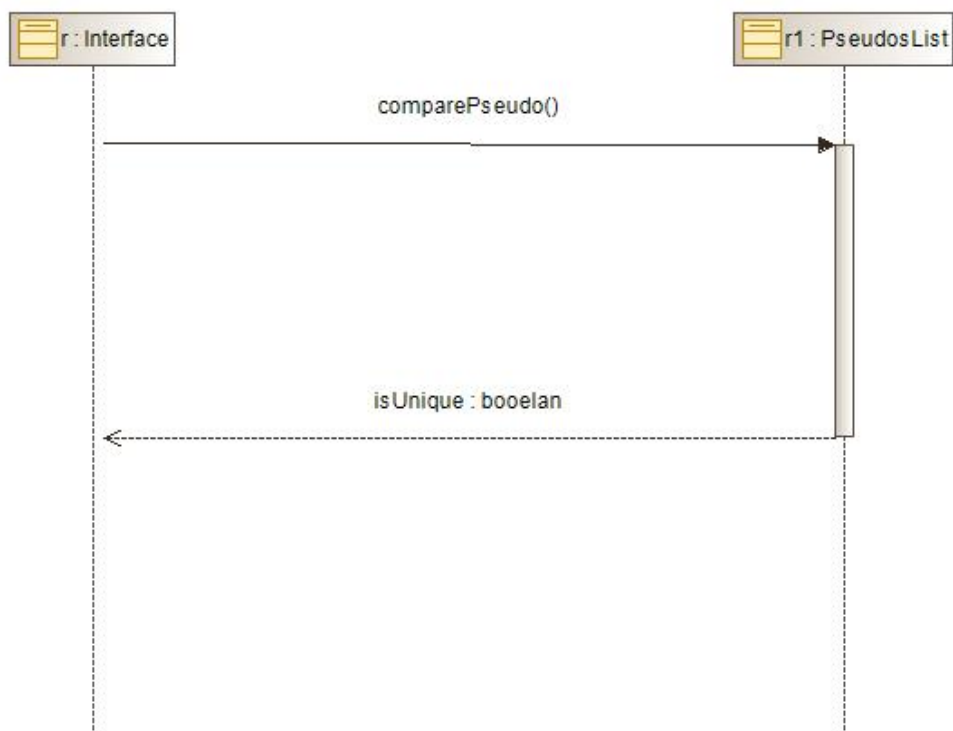 r : Interface
r1 : PseudosList
comparePseudo()
isUnique : booelan